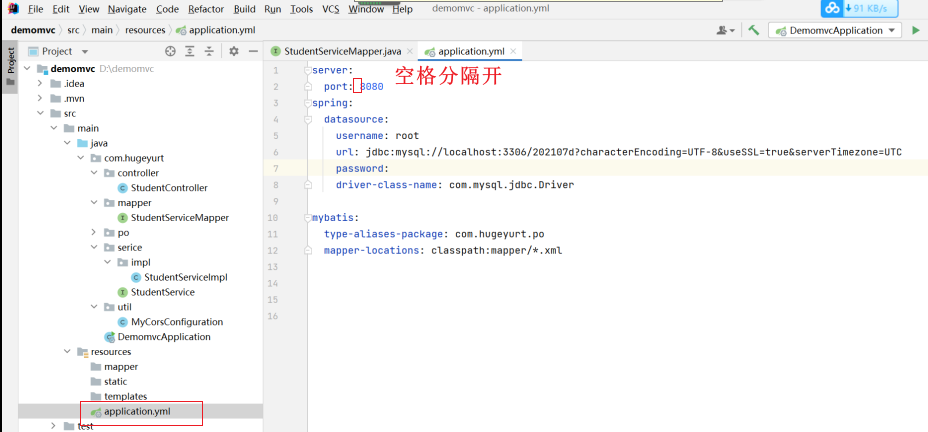 File Edit View Navigate Code Refactor Build Run Tools VCS Window Help demomvc - application.yml
91 KB/s
demomvc src main resources application.yml
DemomvcApplication
Project
Project
StudentServiceMapper.java
application.yml
demomvc D:\demomvc
.idea
.mvn
src
main
java
com.hugeyurt
controller
StudentController
mapper
StudentServiceMapper
po
serice
impl
StudentServiceImpl
StudentService
util
MyCorsConfiguration
DemomvcApplication
resources
mapper
static
templates
application.yml
test
1 server:
空格分隔开
2 port: 8080
3 spring:
4 datasource:
5 username: root
6 url: jdbc:mysql://localhost:3306/202107d?characterEncoding=UTF-8&useSSL=true&serverTimezone=UTC
7 password:
8 driver-class-name: com.mysql.jdbc.Driver
9
10 mybatis:
11 type-aliases-package: com.hugeyurt.po
12 mapper-locations: classpath:mapper/*.xml
13
14
15
16